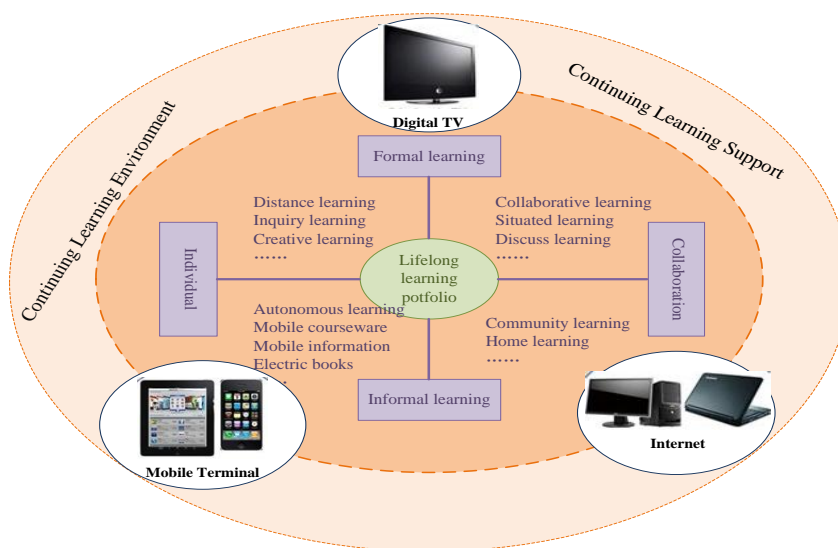 Continuing Learning Environment
Continuing Learning Support
Digital TV
Formal learning
Distance learning
Inquiry learning
Creative learning
……
Collaborative learning
Situated learning
Discuss learning
……
Individual
Lifelong
learning
potfolio
Collaboration
Autonomous learning
Mobile courseware
Mobile information
Electric books
…
Community learning
Home learning
……
Informal learning
Mobile Terminal
Internet